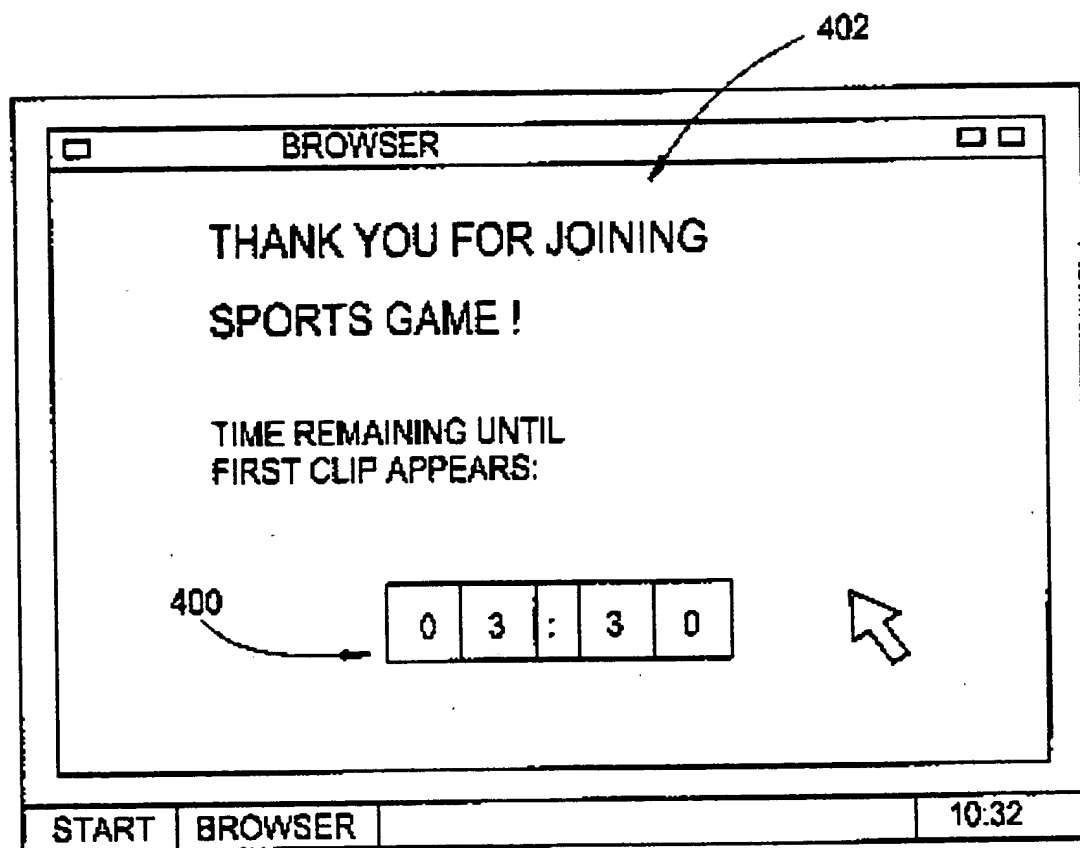 402
BROWSER
THANK YOU FOR JOINING
SPORTS GAME !
TIME REMAINING UNTIL
FIRST CLIP APPEARS:
400
0 3 : 3 0
START BROWSER 10:32